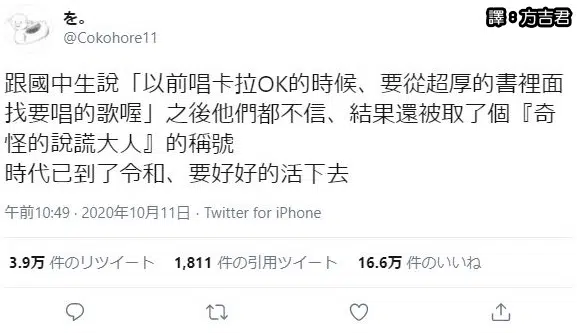 譯:方吉君
を。
@Cokohore11
跟國中生說「以前唱卡拉OK的時候、要從超厚的書裡面
找要唱的歌喔」之後他們都不信、結果還被取了個『奇
怪的說謊大人』的稱號
時代已到了令和、要好好的活下去
午前10:49 · 2020年10月11日 · Twitter for iPhone
3.9万 件のリツイート 1,811 件の引用ツイート 16.6万 件のいいね